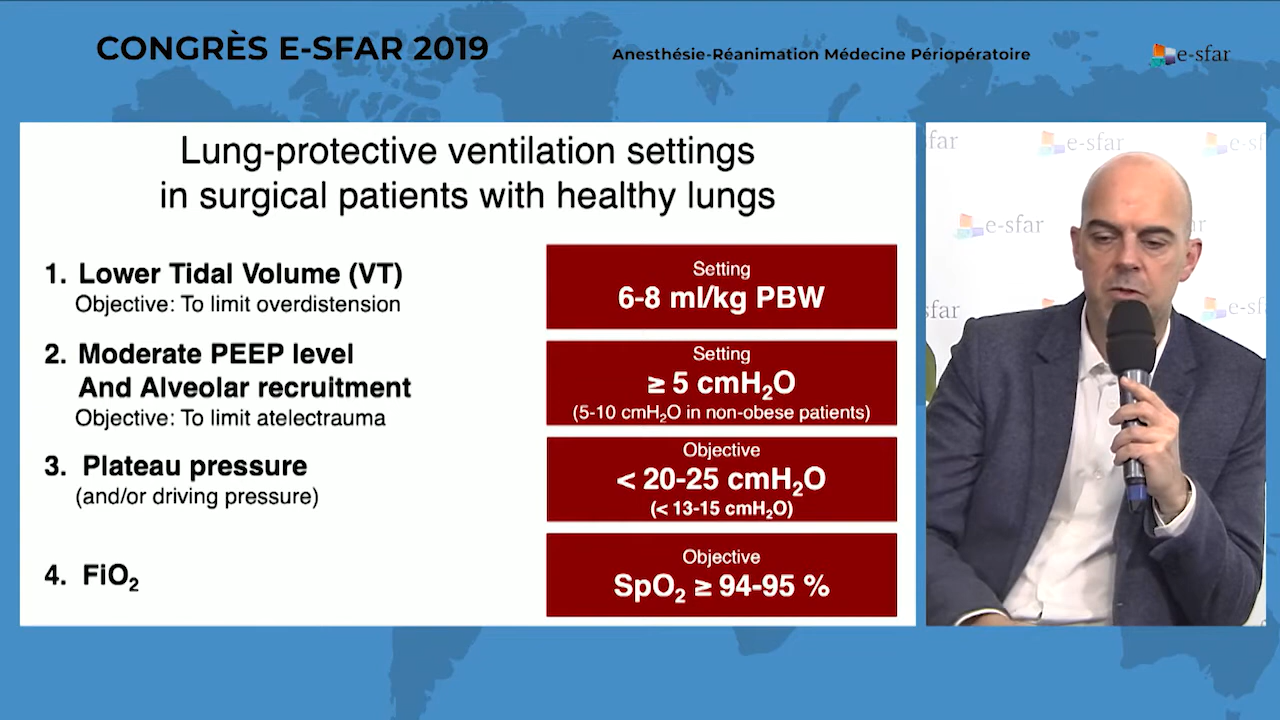 CONGRÈS E-SFAR 2019
Anesthésie-Réanimation Médecine Périopératoire
e-sfar
Lung-protective ventilation settings
in surgical patients with healthy lungs
1. Lower Tidal Volume (VT)
Objective: To limit overdistension
Setting
6-8 ml/kg PBW
2. Moderate PEEP level
And Alveolar recruitment
Objective: To limit atelectrauma
Setting
≥ 5 cmH₂O
(5-10 cmH₂O in non-obese patients)
3. Plateau pressure
(and/or driving pressure)
Objective
< 20-25 cmH₂O
(< 13-15 cmH₂O)
4. FiO₂
Objective
SpO₂ ≥ 94-95 %
sfar
e-sfar
e-sf
e-sfar
sfar
e-sf